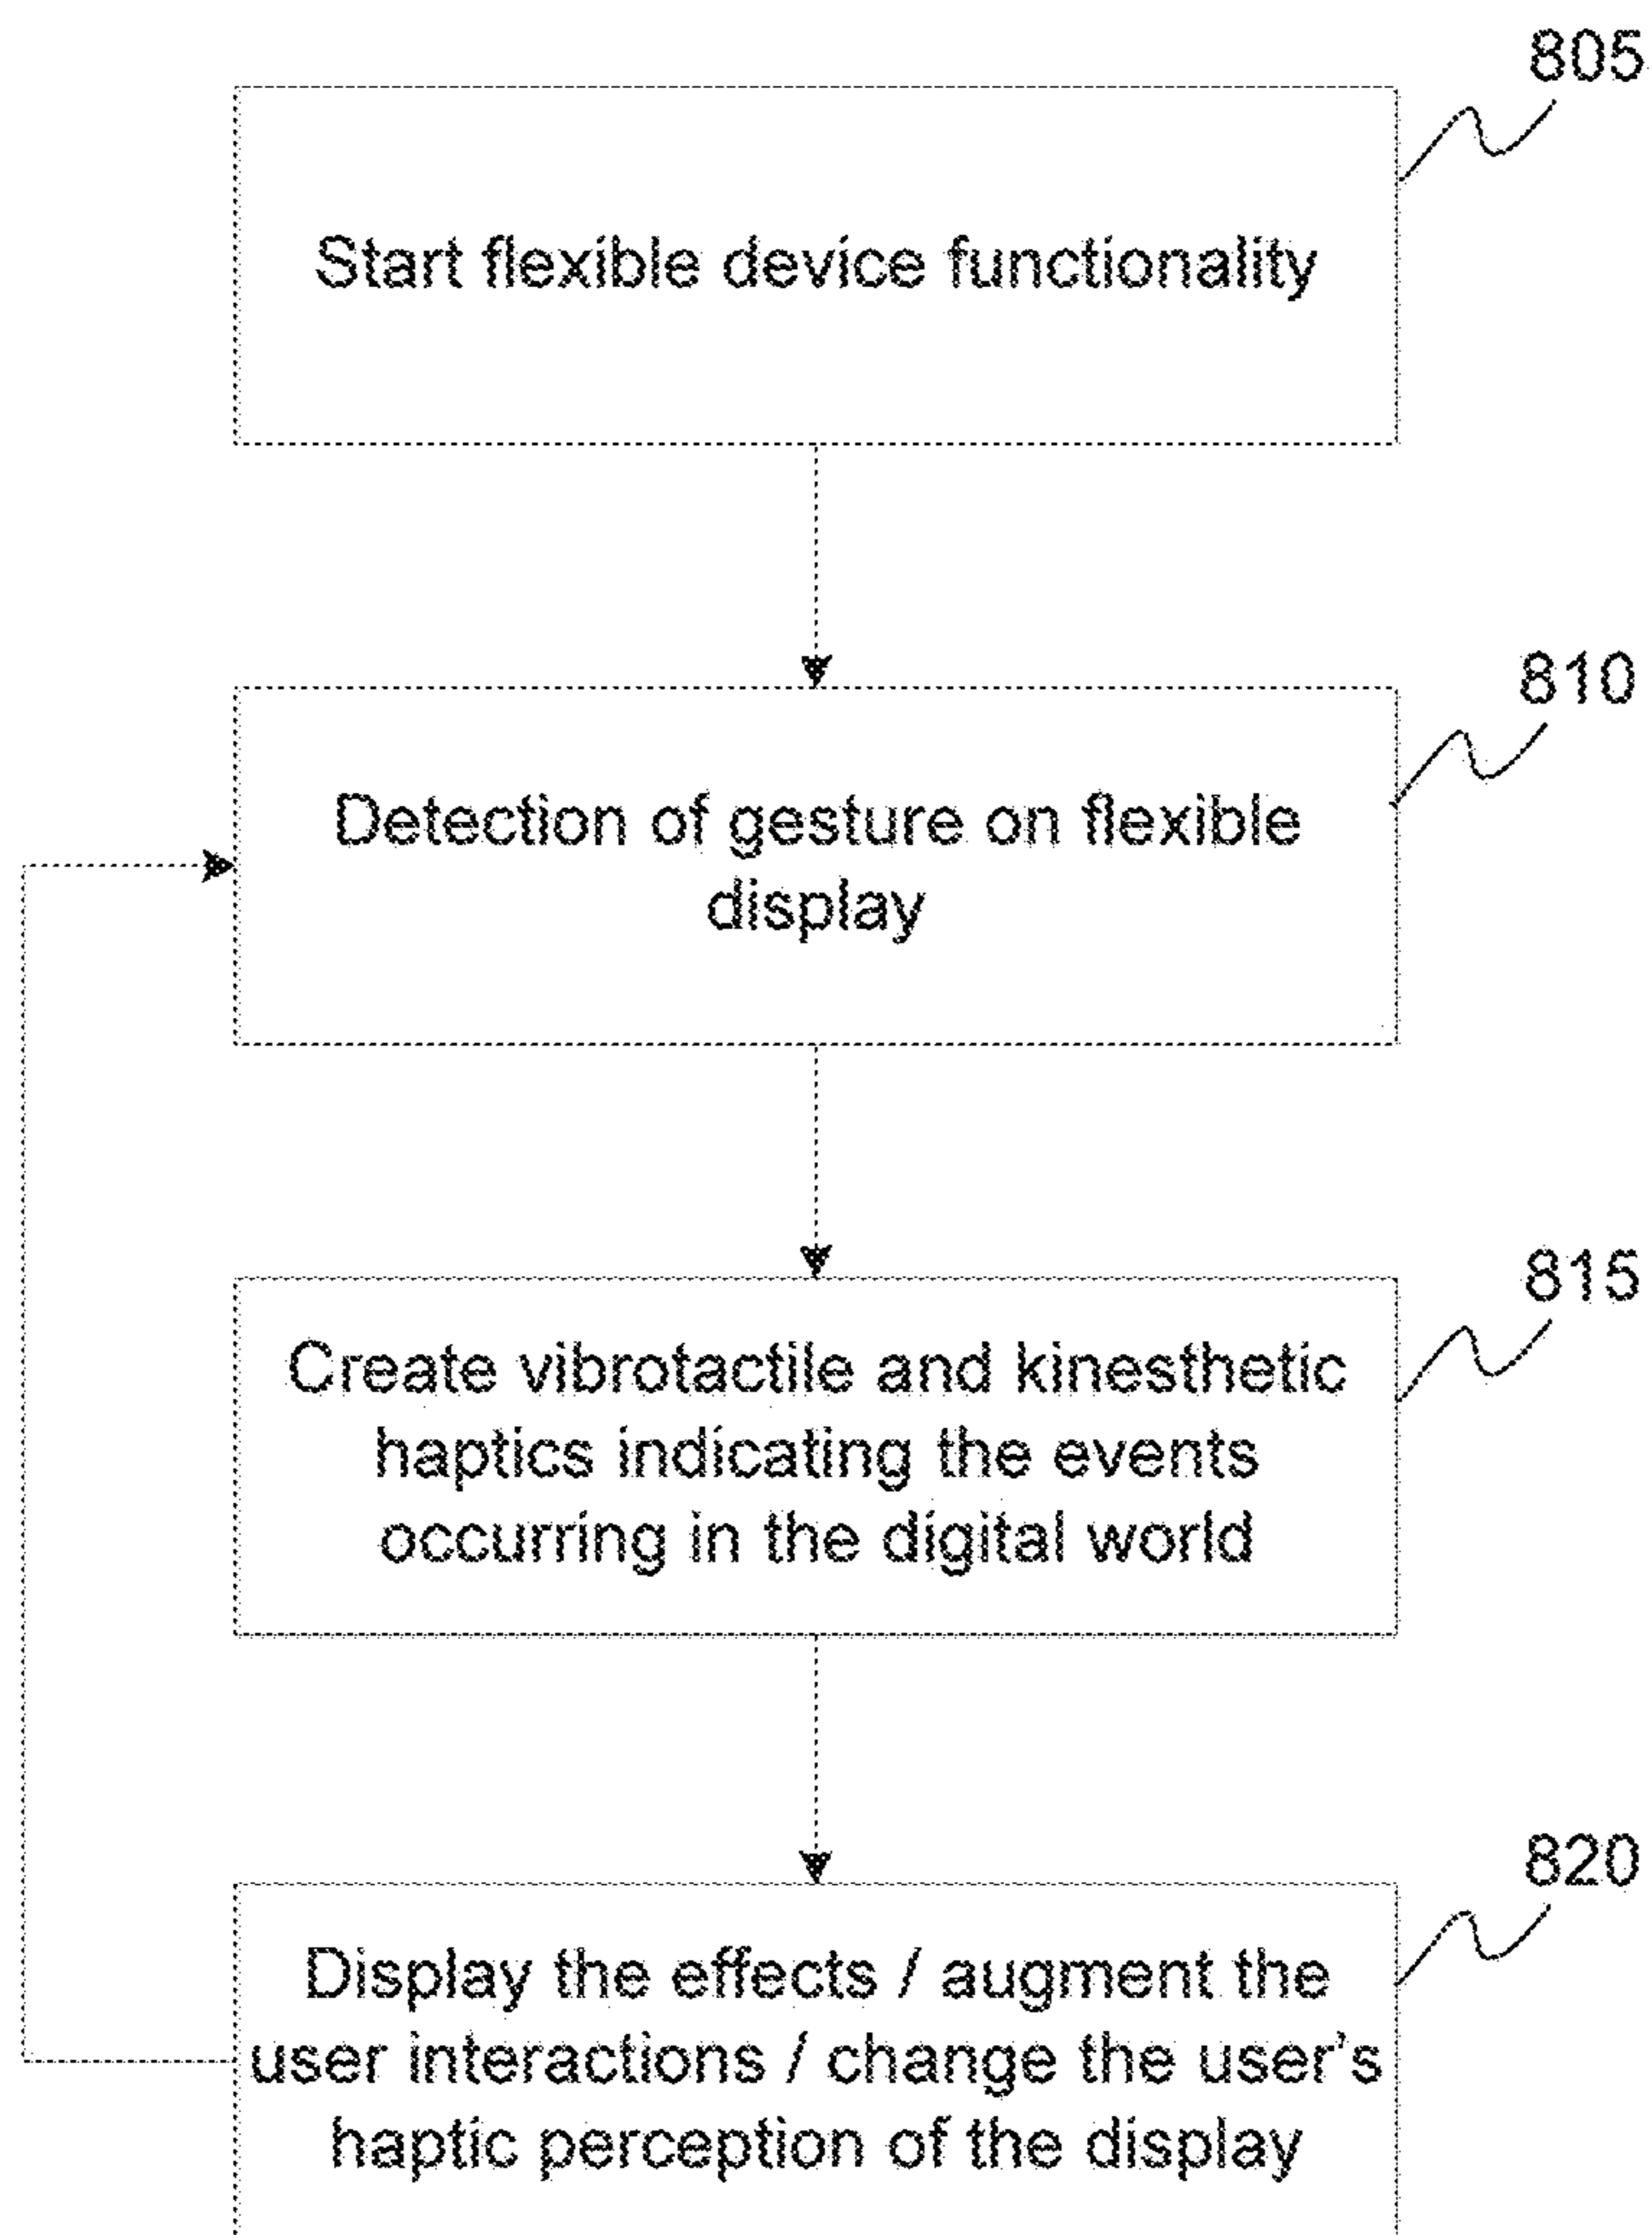 805
Start flexible device functionality
810
Detection of gesture on flexible
display
815
Create vibrotactile and kinesthetic
haptics indicating the events
occurring in the digital world
820
Display the effects / augment the
user interactions / change the user's
haptic perception of the display